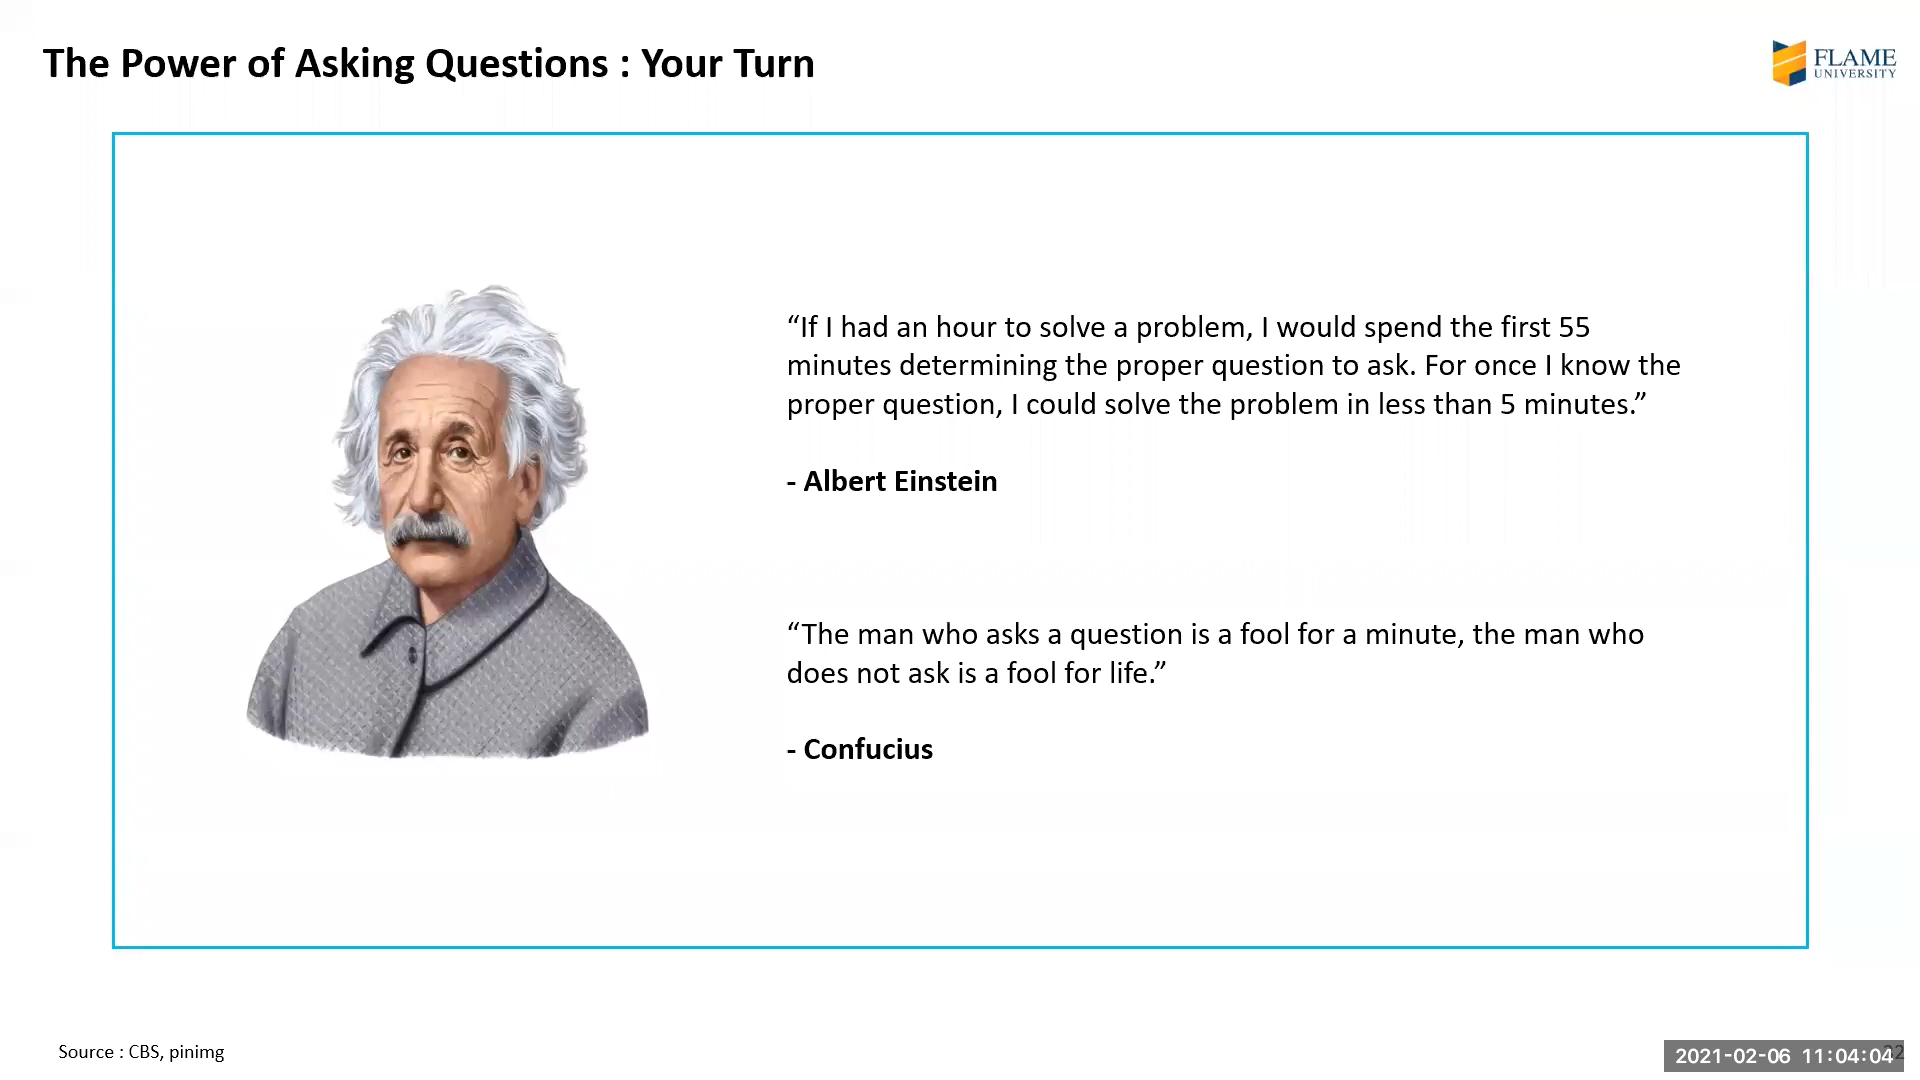 The Power of Asking Questions : Your Turn
FLAME
UNIVERSITY
“If I had an hour to solve a problem, I would spend the first 55
minutes determining the proper question to ask. For once I know the
proper question, I could solve the problem in less than 5 minutes.”
- Albert Einstein
“The man who asks a question is a fool for a minute, the man who
does not ask is a fool for life.”
- Confucius
Source : CBS, pinimg
2021-02-06 11:04:04